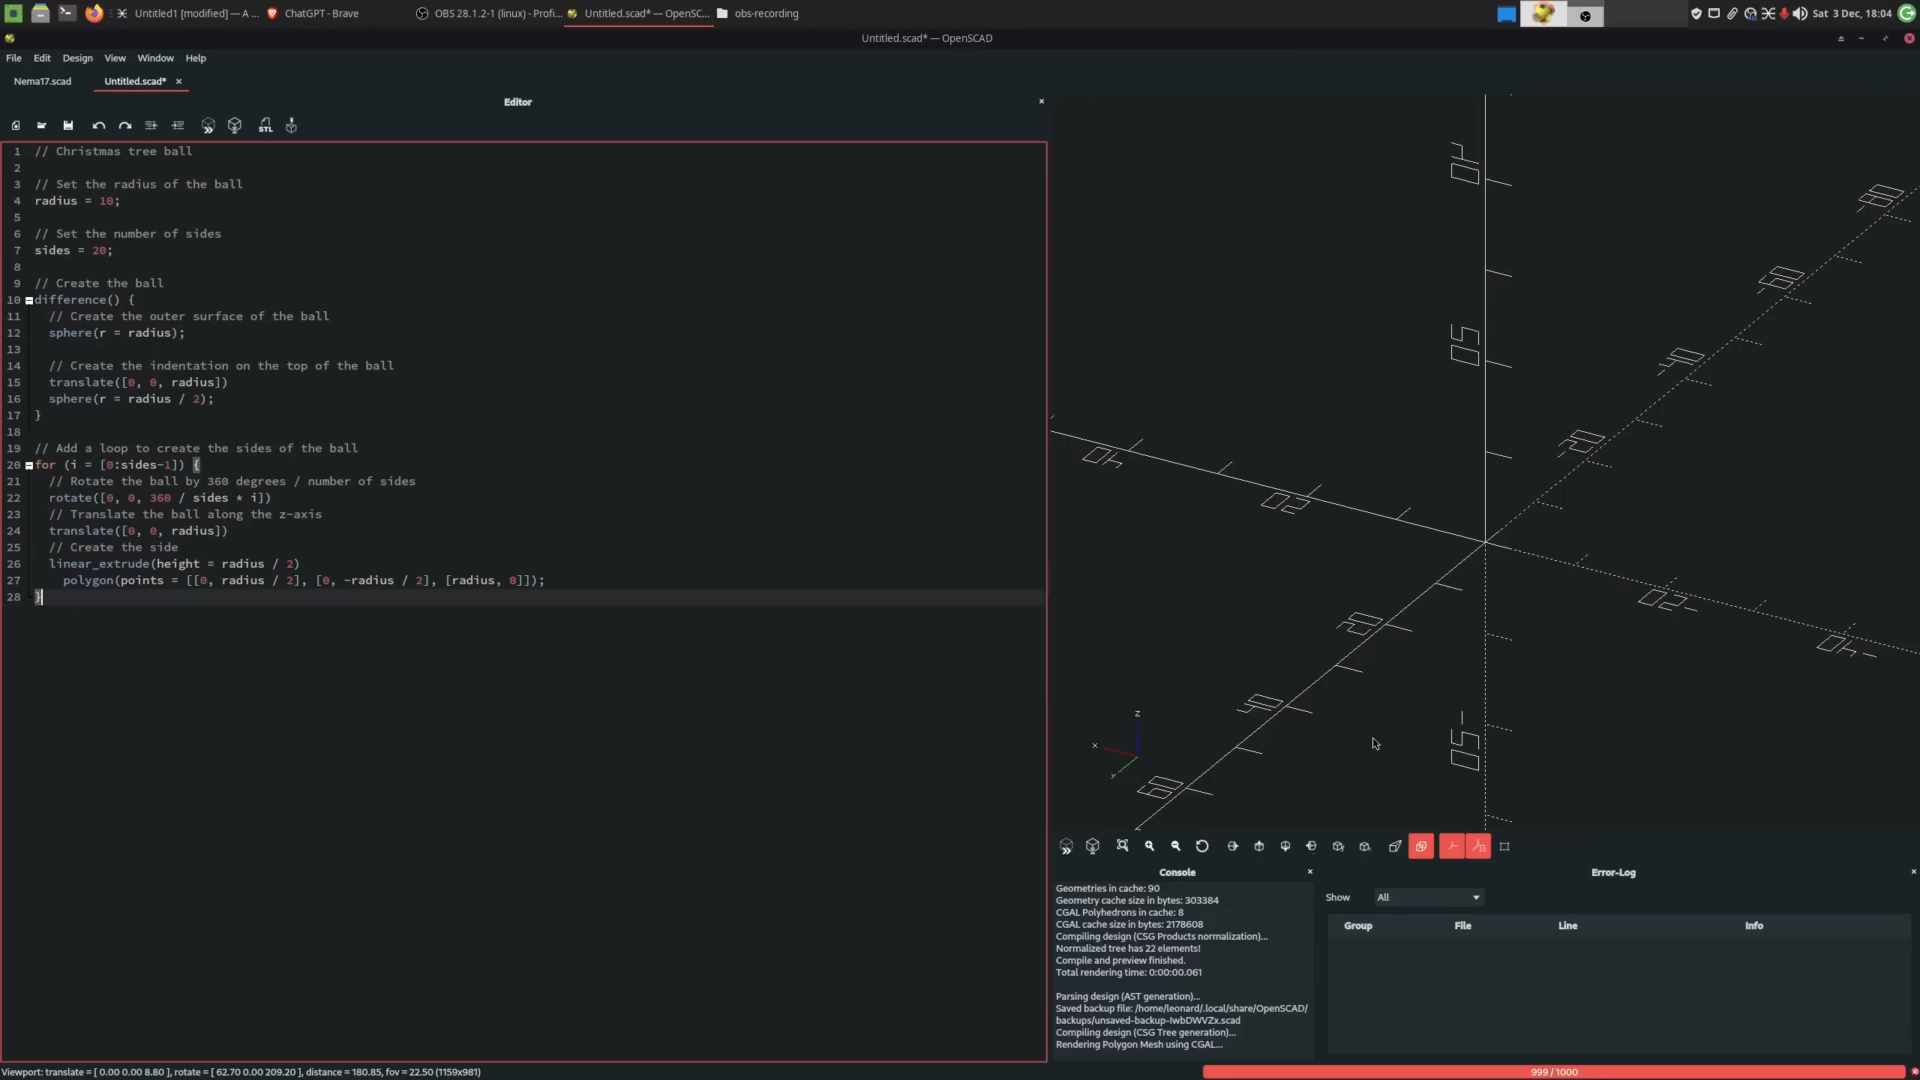 Untitled1 [modified] — A ...
ChatGPT - Brave
OBS 28.1.2-1 (linux) - Profi...
Untitled.scad* — OpenSC...
obs-recording
Sat 3 Dec, 18:04
Untitled.scad* — OpenSCAD
File Edit Design View Window Help
Nema17.scad
Untitled.scad*
Editor
STL
1 // Christmas tree ball
2
3 // Set the radius of the ball
4 radius = 10;
5
6 // Set the number of sides
7 sides = 20;
8
9 // Create the ball
10 difference() {
11 // Create the outer surface of the ball
12 sphere(r = radius);
13
14 // Create the indentation on the top of the ball
15 translate([0, 0, radius])
16 sphere(r = radius / 2);
17 }
18
19 // Add a loop to create the sides of the ball
20 for (i = [0:sides-1]) {
21 // Rotate the ball by 360 degrees / number of sides
22 rotate([0, 0, 360 / sides * i])
23 // Translate the ball along the z-axis
24 translate([0, 0, radius])
25 // Create the side
26 linear_extrude(height = radius / 2)
27 polygon(points = [[0, radius / 2], [0, -radius / 2], [radius, 0]]);
28 }
z
x
y
Console
Geometries in cache: 90
Geometry cache size in bytes: 303384
CGAL Polyhedrons in cache: 8
CGAL cache size in bytes: 2178608
Compiling design (CSG Products normalization)...
Normalized tree has 22 elements!
Compile and preview finished.
Total rendering time: 0:00:00.061
Parsing design (AST generation)...
Saved backup file: /home/leonard/.local/share/OpenSCAD/
backups/unsaved-backup-IwbDWVZx.scad
Compiling design (CSG Tree generation)...
Rendering Polygon Mesh using CGAL...
Error-Log
Show All
Group File Line Info
Viewport: translate = [ 0.00 0.00 8.80 ], rotate = [ 62.70 0.00 209.20 ], distance = 180.85, fov = 22.50 (1159x981)
999 / 1000